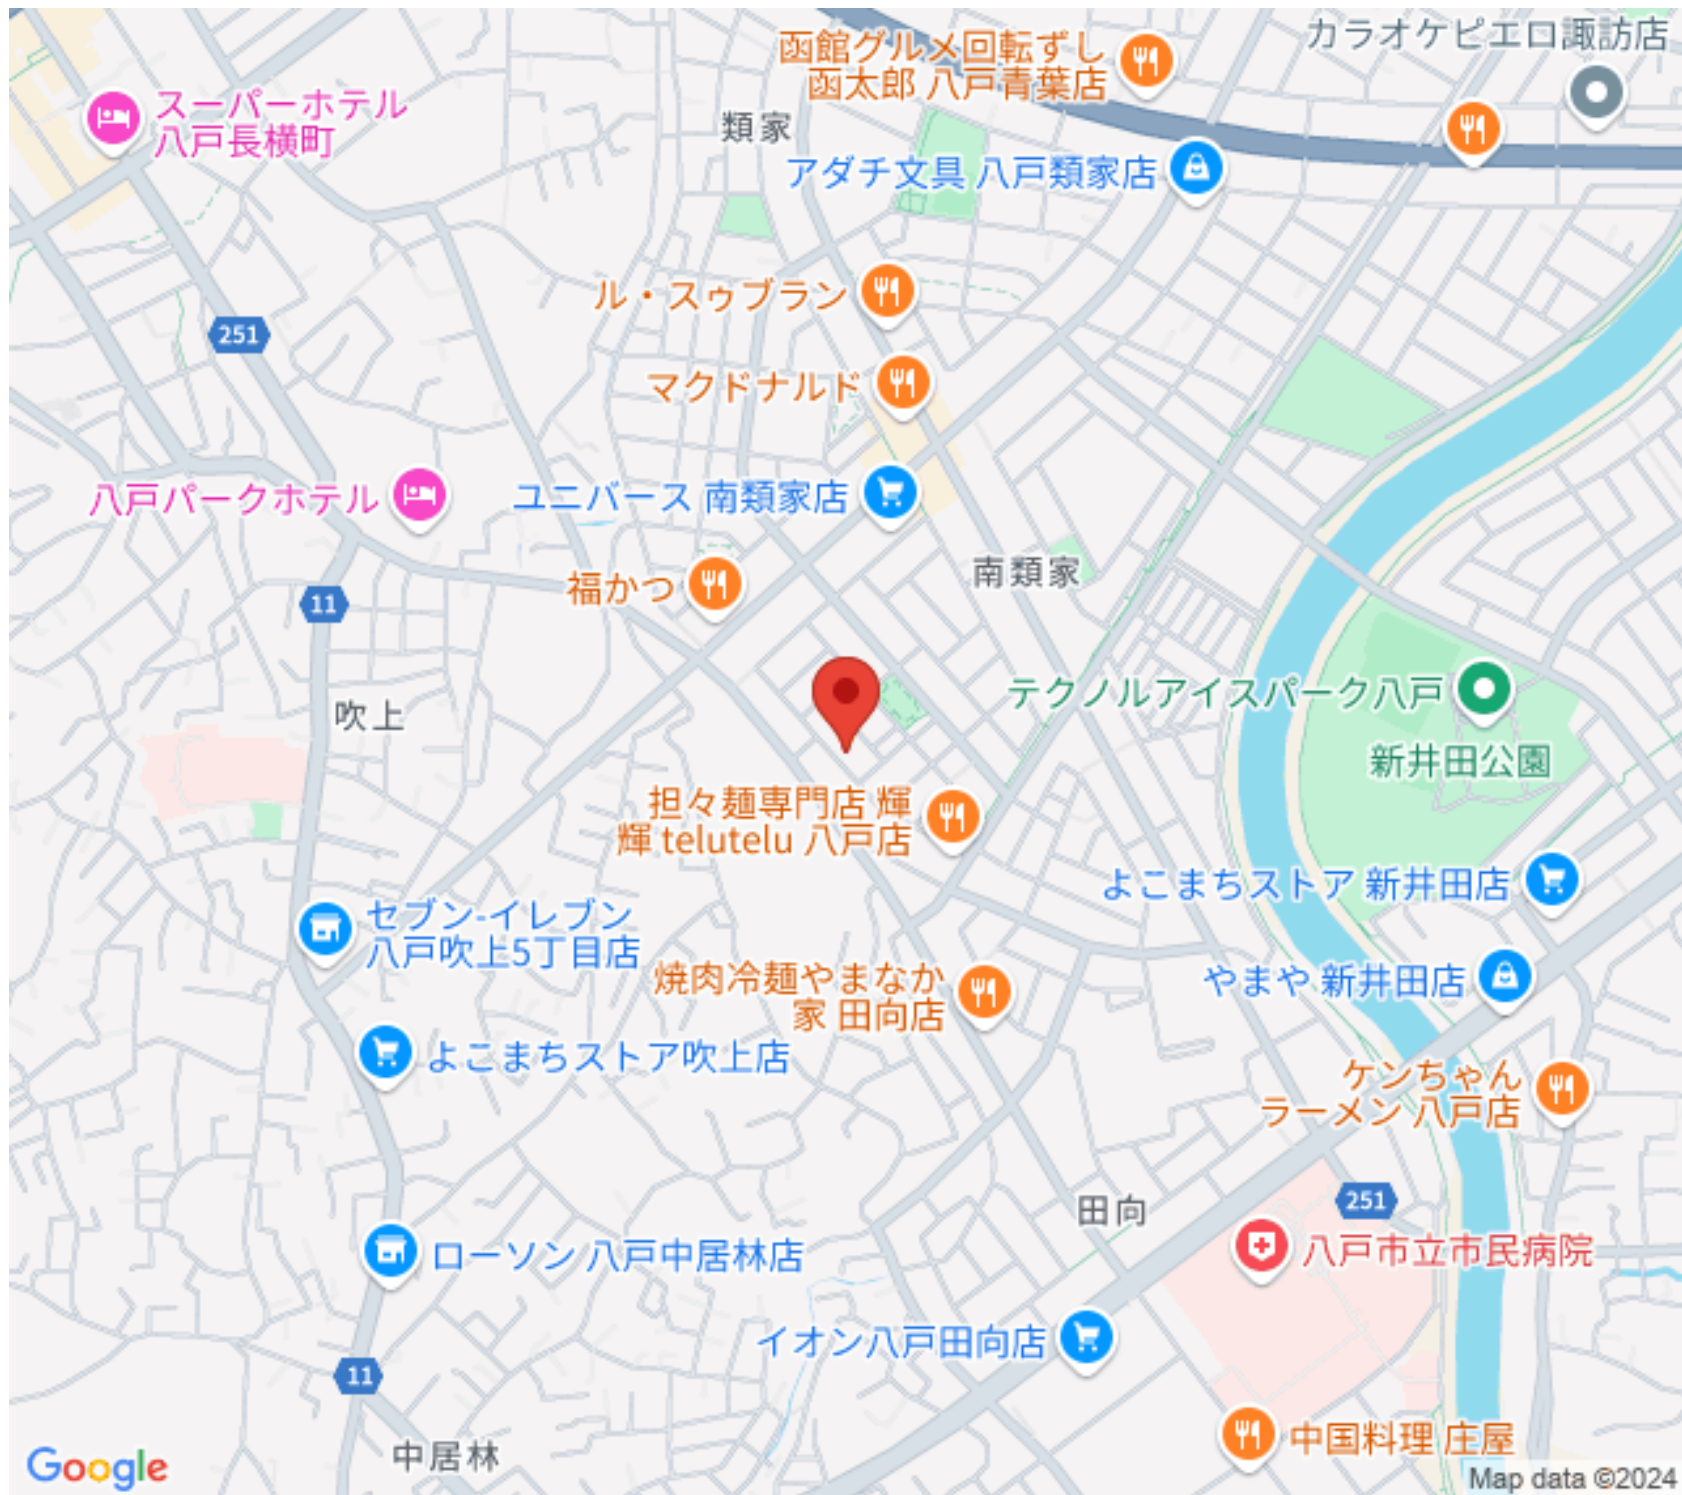 函館グルメ回転ずし
函太郎 八戸青葉店
カラオケピエロ諏訪店
スーパーホテル
八戸長横町
類家
アダチ文具 八戸類家店
ル・スゥブラン
251
マクドナルド
八戸パークホテル
ユニバース 南類家店
南類家
福かつ
11
テクノルアイスパーク八戸
吹上
新井田公園
担々麺専門店 輝
輝 telutelu 八戸店
よこまちストア 新井田店
セブン-イレブン
八戸吹上5丁目店
焼肉冷麺やまなか
家 田向店
やまや 新井田店
よこまちストア吹上店
ケンちゃん
ラーメン 八戸店
251
田向
ローソン 八戸中居林店
八戸市立市民病院
イオン八戸田向店
11
中国料理 庄屋
中居林
Google
Map data ©2024